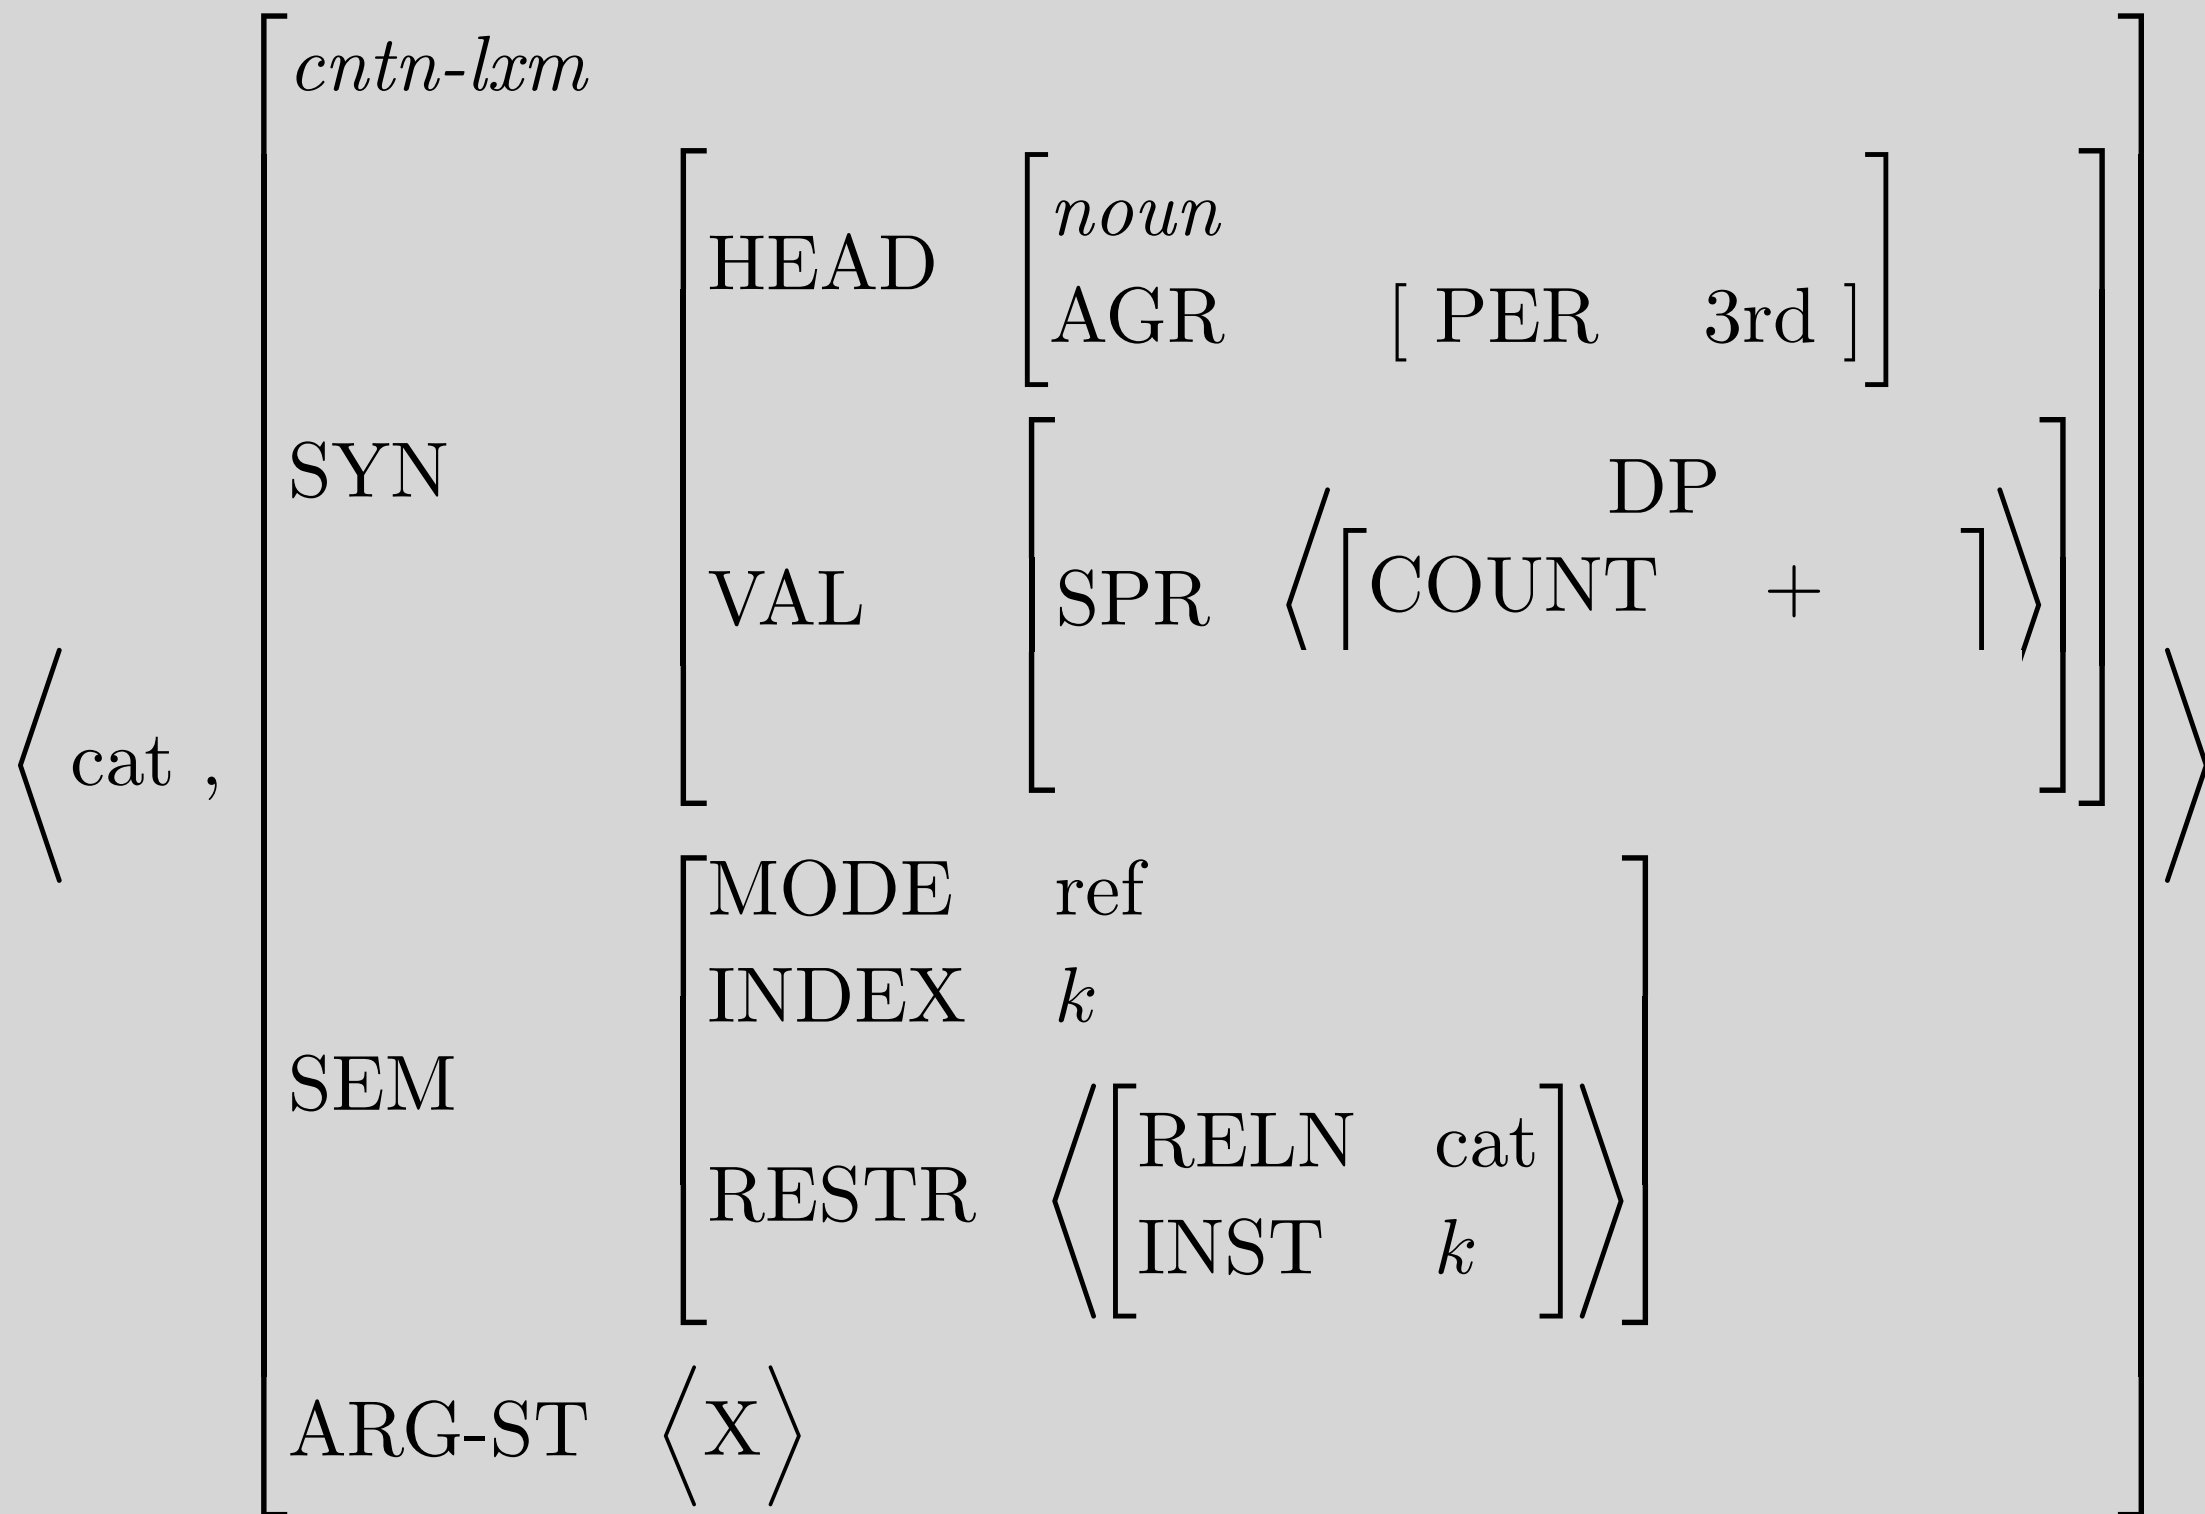 cntn-lxm
noun
HEAD
AGR [ PER 3rd ]
SYN
DP
VAL SPR ⟨ [ COUNT + ] ⟩
⟨ cat ,
MODE ref
INDEX k
SEM
RELN cat
RESTR
INST k
ARG-ST ⟨X⟩